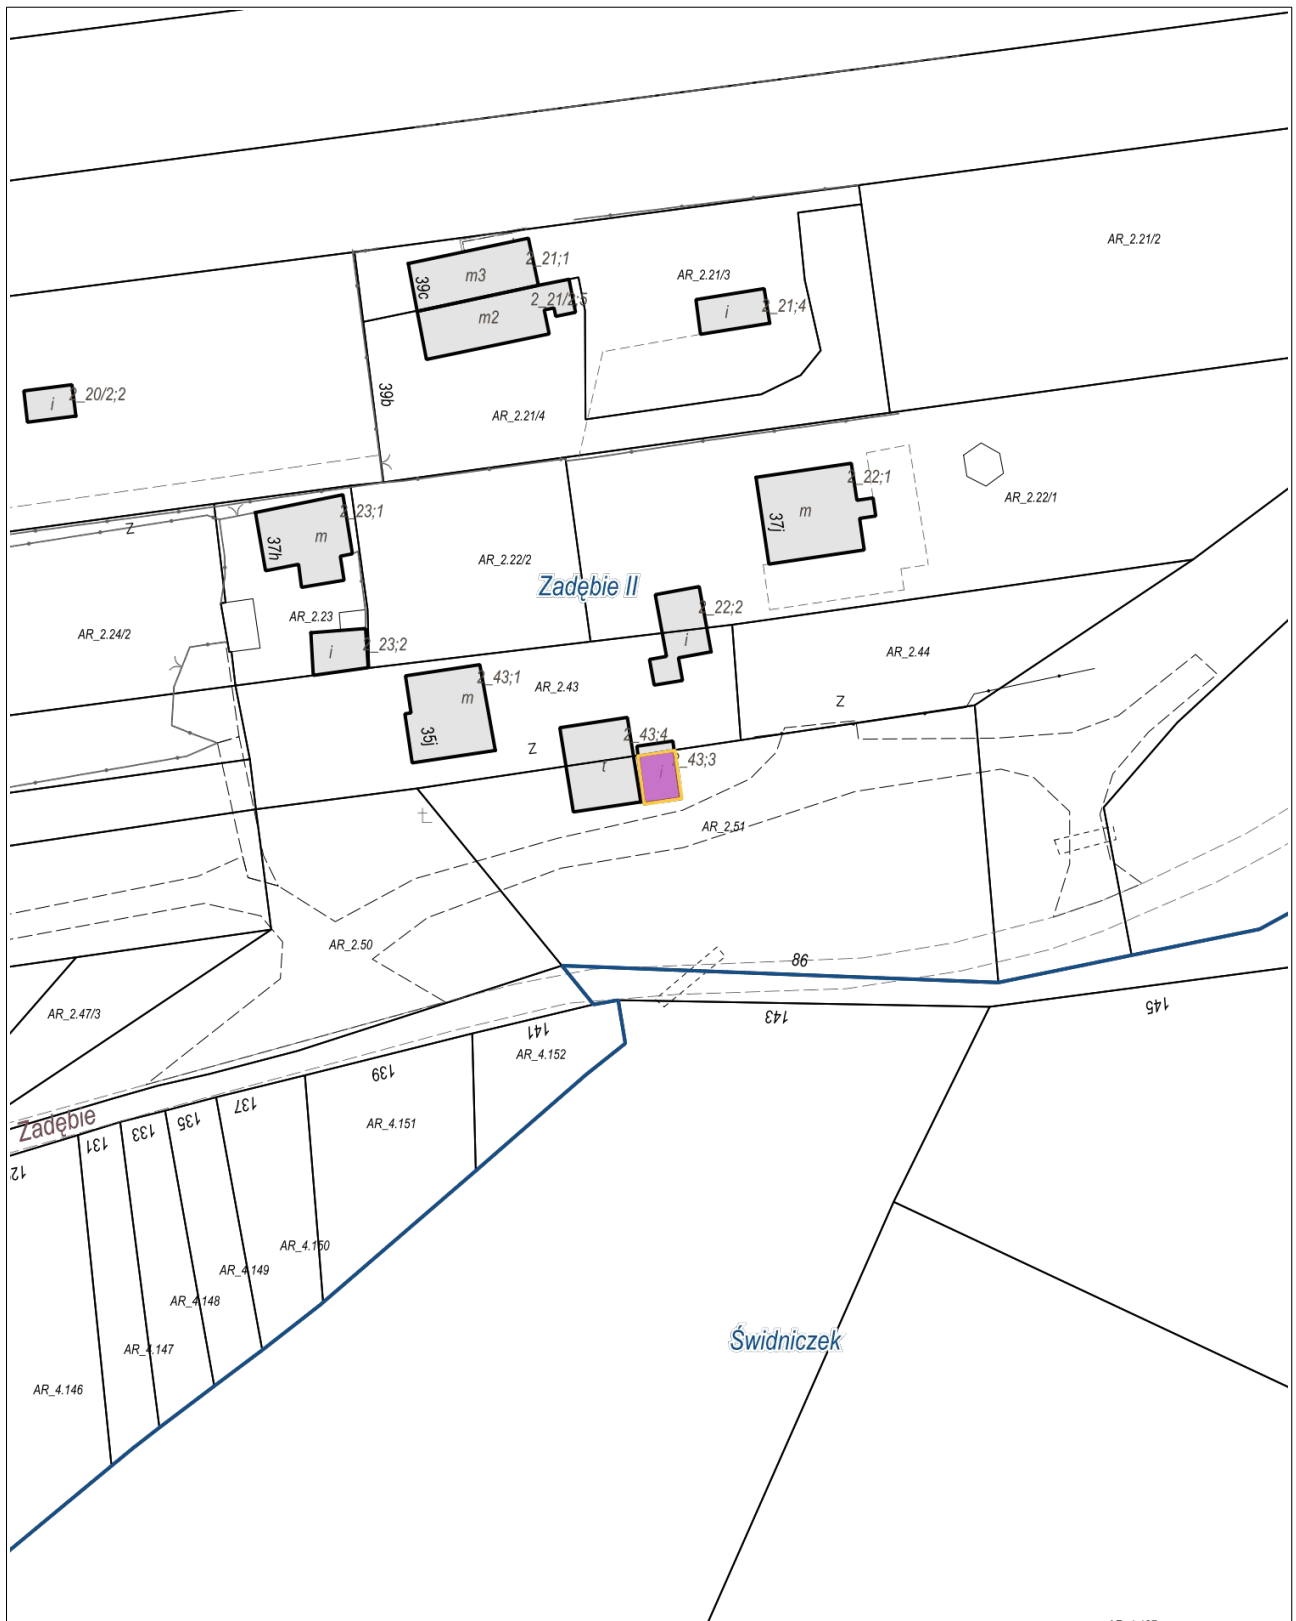 AR_2.21/2
2_21;1
m3
39c
AR_2.21/3
2_21/2;5
2_21;4
i
m2
2_20/2;2
i
39b
AR_2.21/4
2_22;1
AR_2.22/1
2_23;1
m
37j
Z
m
37h
AR_2.22/2
Zadębie II
2_22;2
AR_2.23
AR_2.24/2
i
2_23;2
i
AR_2.44
2_43;1
AR_2.43
m
Z
35j
2_43;4
Z
2_43;3
t
i
AR_2.51
AR_2.50
98
AR_2.47/3
143
145
141
AR_4.152
139
137
Zadębie
135
133
131
AR_4.151
AR_4.150
AR_4.149
AR_4.148
Świdniczek
AR_4.147
AR_4.146